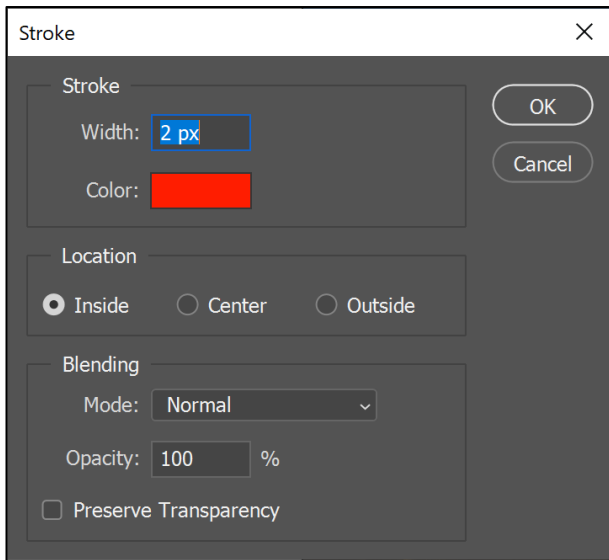 Stroke
Stroke
OK
Width: 2 px
Cancel
Color:
Location
Inside Center Outside
Blending
Mode: Normal
Opacity: 100 %
Preserve Transparency